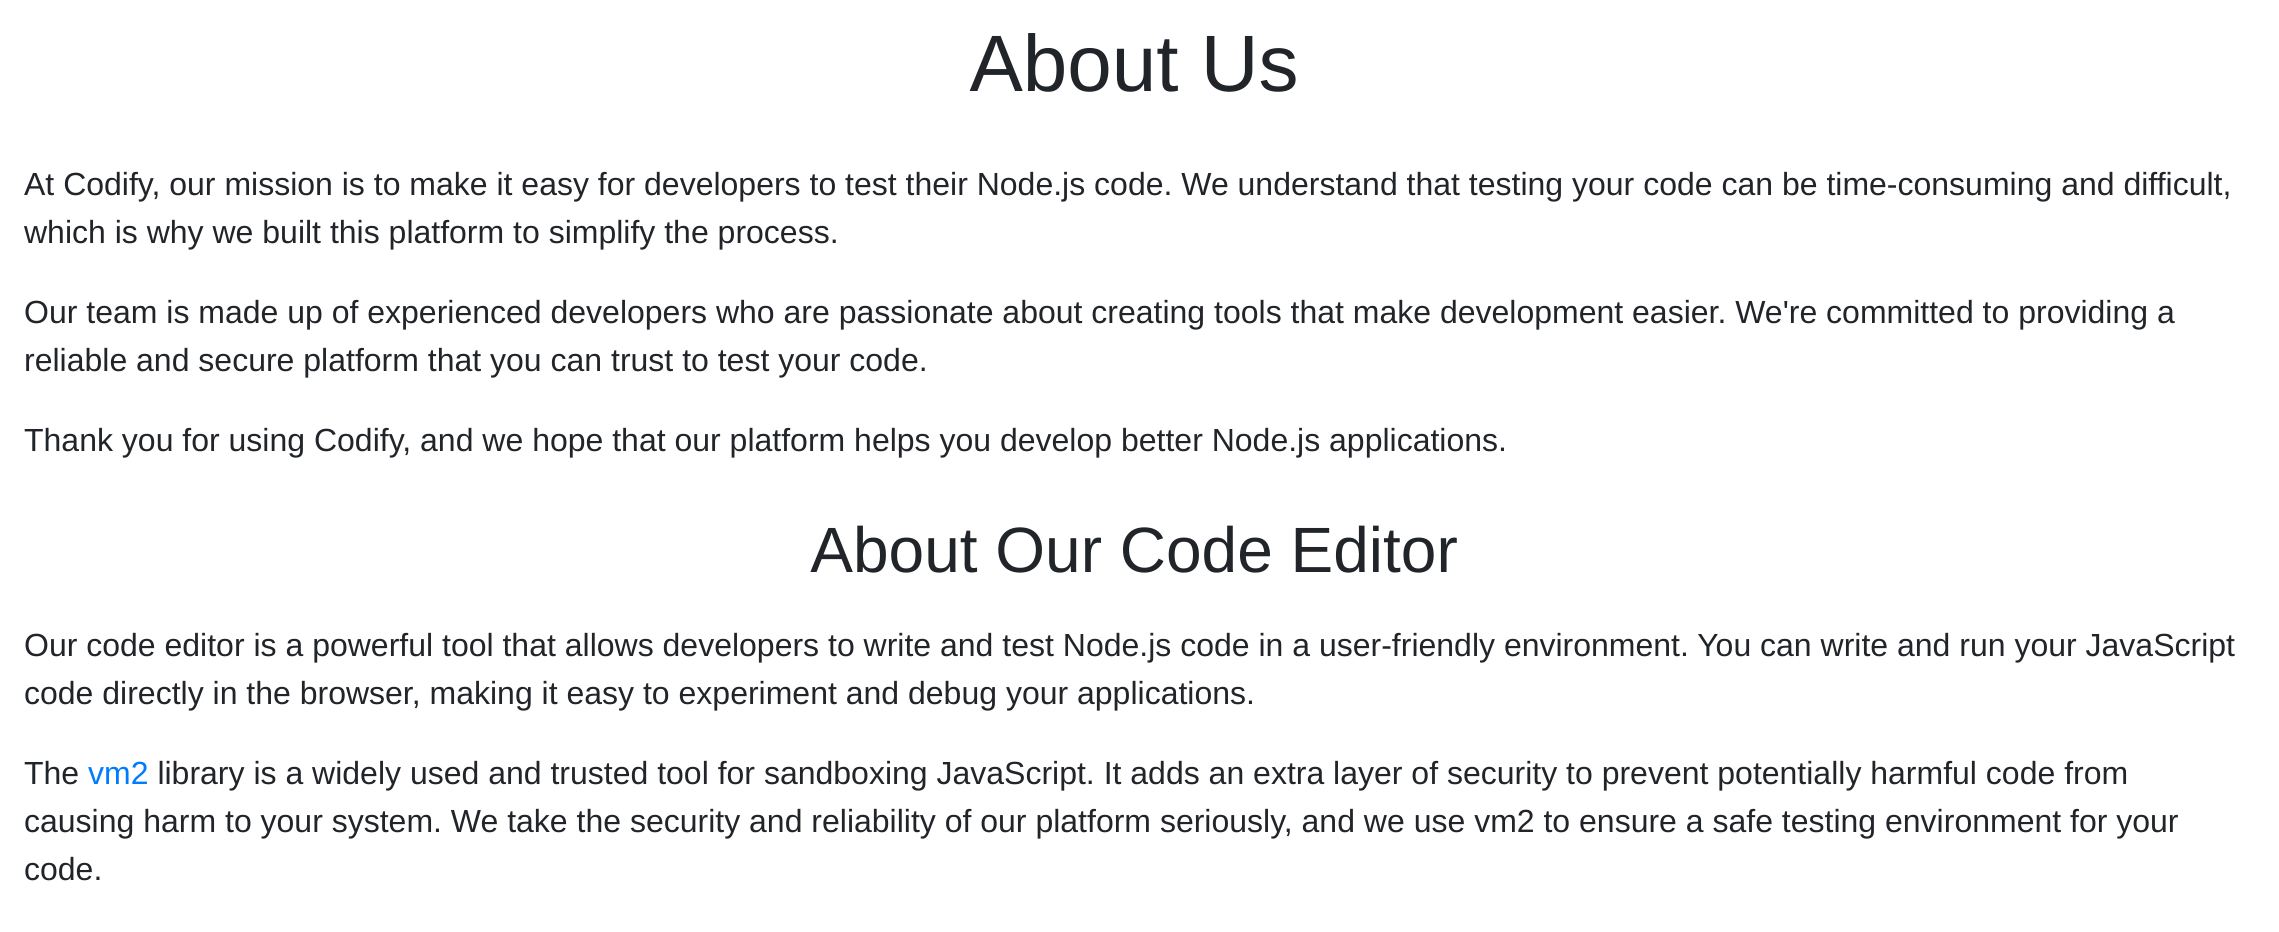 About Us
At Codify, our mission is to make it easy for developers to test their Node.js code. We understand that testing your code can be time-consuming and difficult,
which is why we built this platform to simplify the process.
Our team is made up of experienced developers who are passionate about creating tools that make development easier. We're committed to providing a
reliable and secure platform that you can trust to test your code.
Thank you for using Codify, and we hope that our platform helps you develop better Node.js applications.
About Our Code Editor
Our code editor is a powerful tool that allows developers to write and test Node.js code in a user-friendly environment. You can write and run your JavaScript
code directly in the browser, making it easy to experiment and debug your applications.
The vm2 library is a widely used and trusted tool for sandboxing JavaScript. It adds an extra layer of security to prevent potentially harmful code from
causing harm to your system. We take the security and reliability of our platform seriously, and we use vm2 to ensure a safe testing environment for your
code.